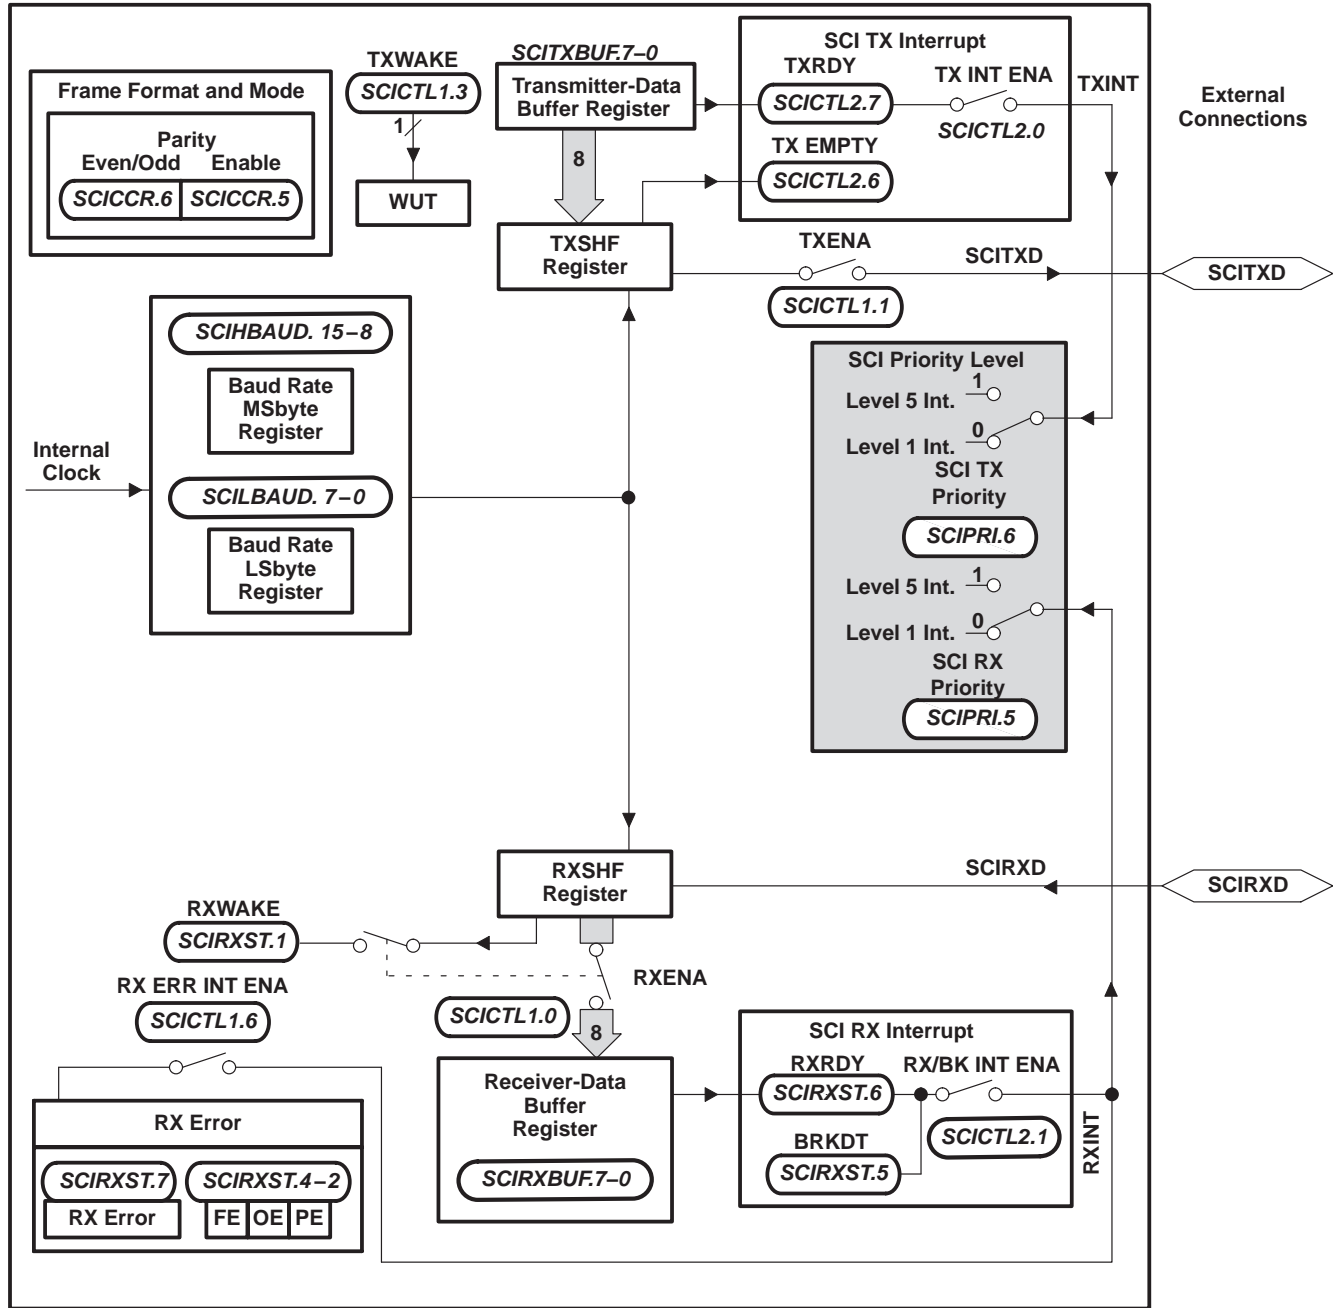 SCITXBUF.7–0
SCI TX Interrupt
TXWAKE
TXRDY
TX INT ENA
TXINT
Frame Format and Mode
SCICTL1.3
Transmitter-Data
Buffer Register
SCICTL2.7
SCICTL2.0
External
Connections
1
Parity
Even/Odd
Enable
8
TX EMPTY
SCICCR.6
SCICCR.5
WUT
SCICTL2.6
TXSHF
Register
TXENA
SCITXD
SCITXD
SCICTL1.1
SCIHBAUD. 15–8
Baud Rate
MSbyte
Register
SCI Priority Level
1
Level 5 Int.
0
Level 1 Int.
SCI TX
Priority
SCIPRI.6
Internal
Clock
SCILBAUD. 7–0
Baud Rate
LSbyte
Register
1
Level 5 Int.
0
Level 1 Int.
SCI RX
Priority
SCIPRI.5
RXSHF
Register
SCIRXD
SCIRXD
RXWAKE
SCIRXST.1
RXENA
RX ERR INT ENA
SCICTL1.6
SCICTL1.0
8
SCI RX Interrupt
RXRDY
RX/BK INT ENA
Receiver-Data
Buffer
Register
SCIRXST.6
SCICTL2.1
BRKDT
SCIRXST.5
RXINT
SCIRXBUF.7–0
RX Error
SCIRXST.7
SCIRXST.4–2
RX Error
FE OE PE